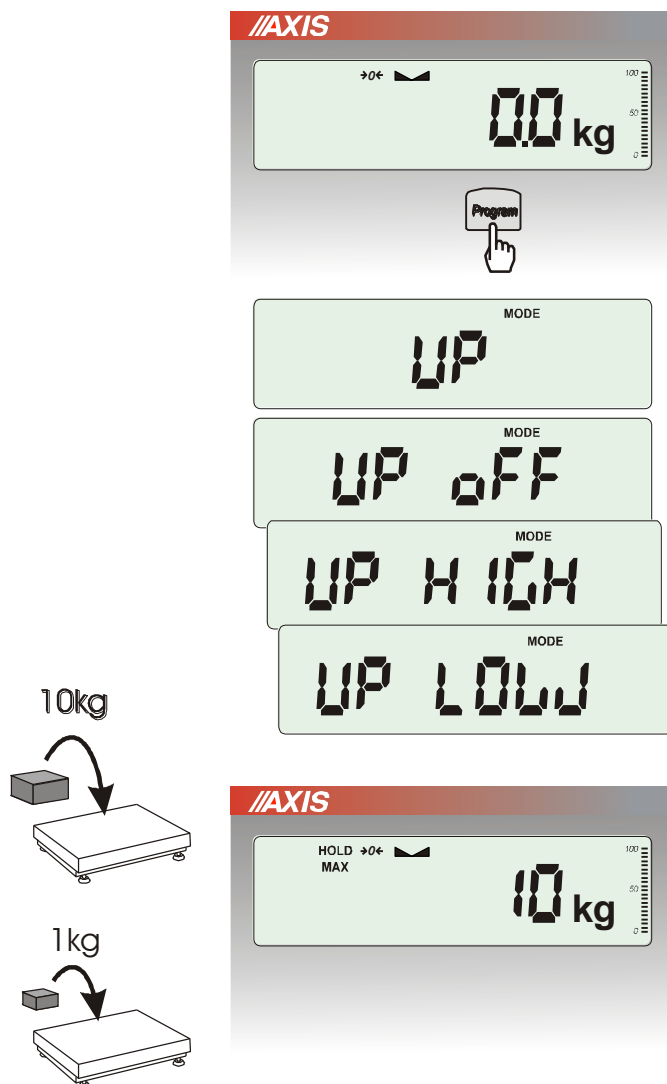 AXIS
→0←
100
50
0
0.0 kg
Program
MODE
UP
MODE
UP oFF
MODE
UP HIGH
MODE
UP LOW
10kg
AXIS
HOLD →0←
MAX
100
50
0
10 kg
1kg